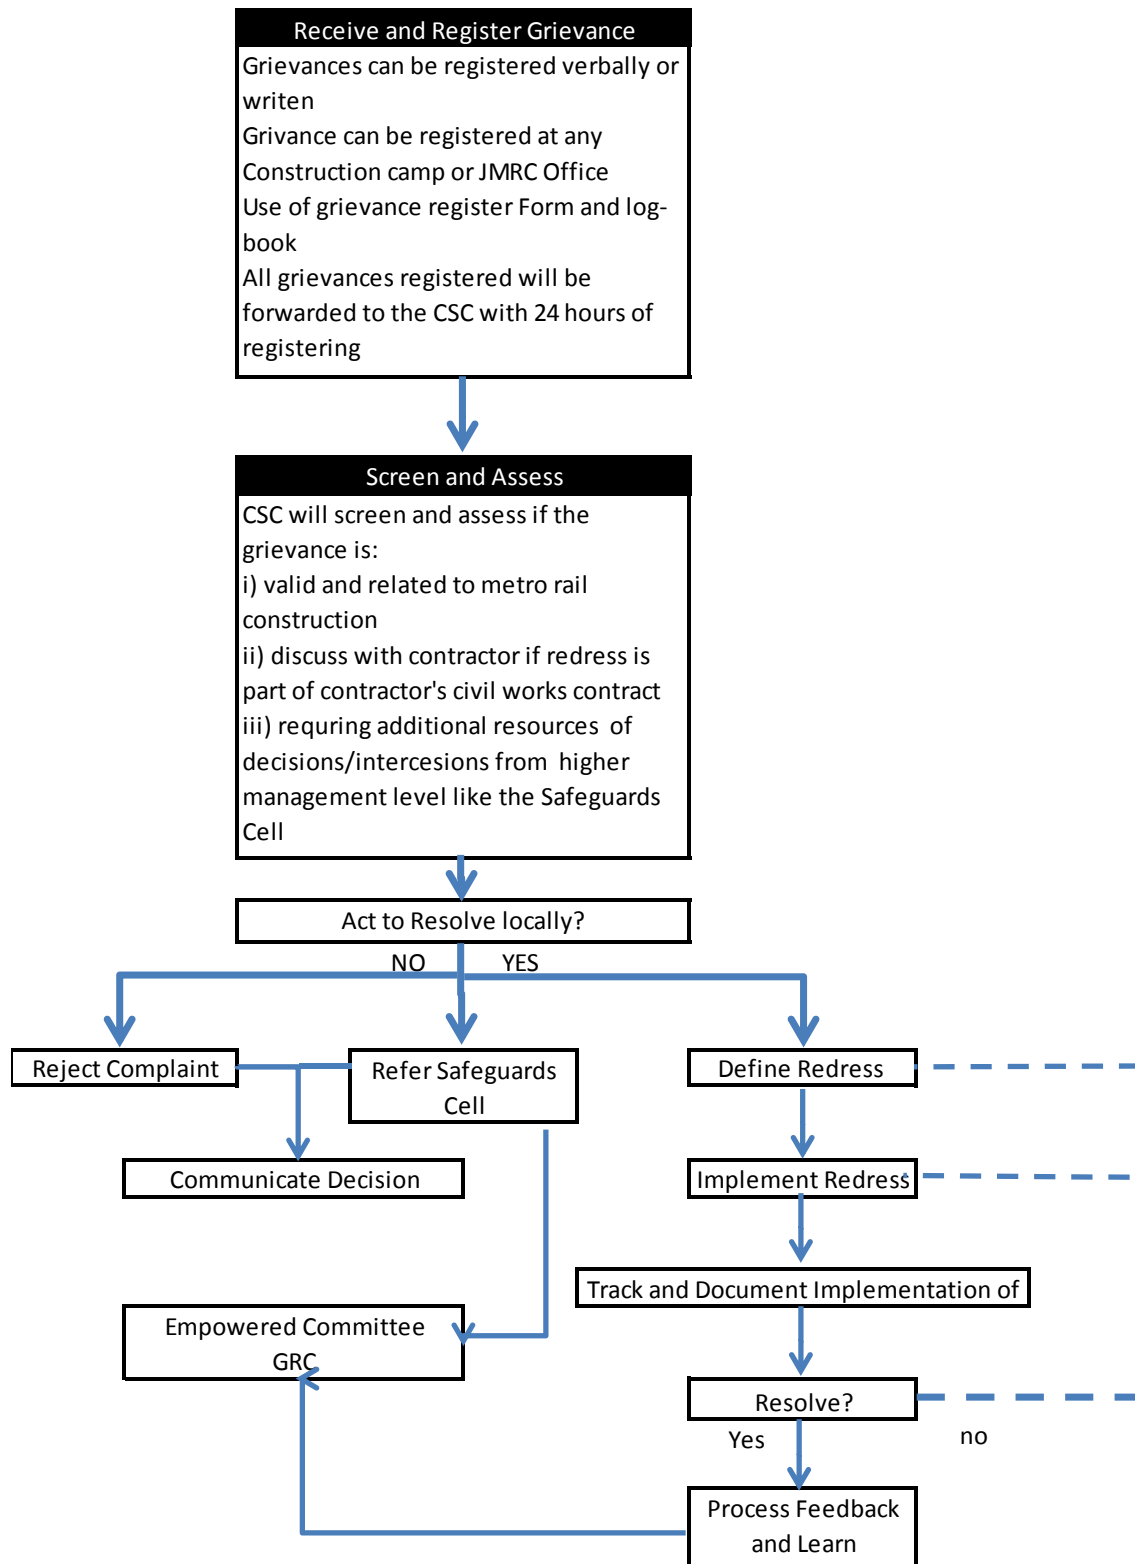 Receive and Register Grievance
Grievances can be registered verbally or
writen
Grivance can be registered at any
Construction camp or JMRC Office
Use of grievance register Form and log-
book
All grievances registered will be
forwarded to the CSC with 24 hours of
registering
Screen and Assess
CSC will screen and assess if the
grievance is:
i) valid and related to metro rail
construction
ii) discuss with contractor if redress is
part of contractor's civil works contract
iii) requring additional resources of
decisions/intercesions from higher
management level like the Safeguards
Cell
Act to Resolve locally?
NO YES
Reject Complaint
Refer Safeguards
Cell
Define Redress
Communicate Decision
Implement Redress
Track and Document Implementation of
Empowered Committee
GRC
Resolve?
Yes no
Process Feedback
and Learn